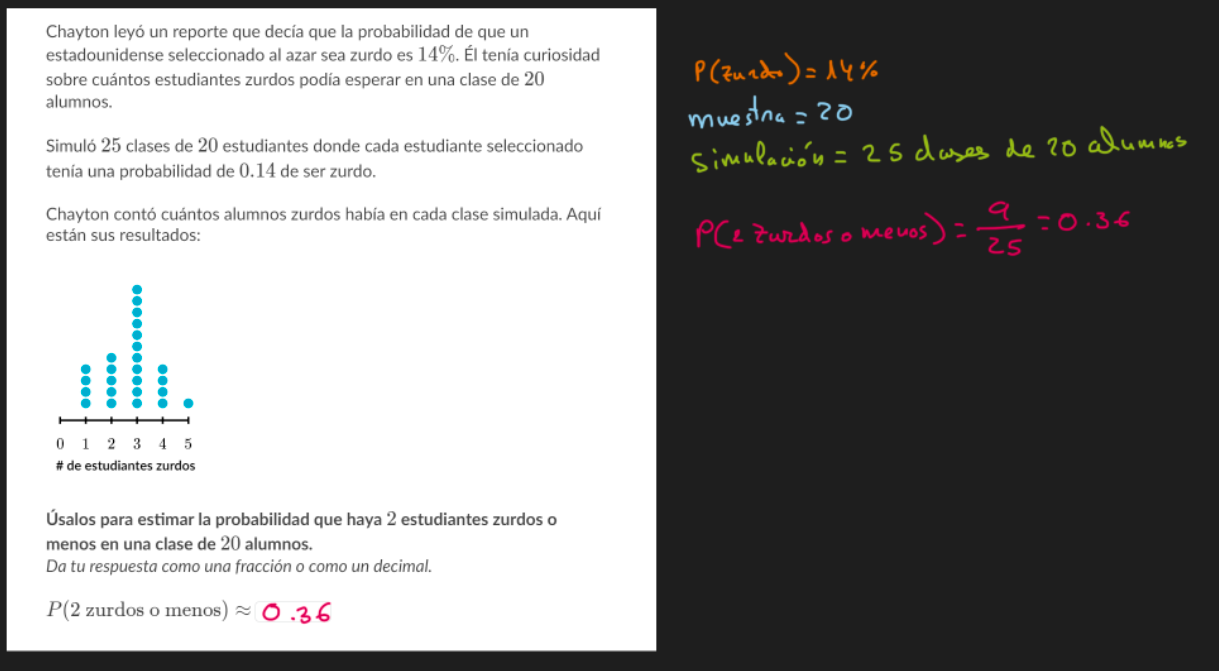 Chayton leyó un reporte que decía que la probabilidad de que un
estadounidense seleccionado al azar sea zurdo es 14%. Él tenía curiosidad
sobre cuántos estudiantes zurdos podía esperar en una clase de 20
alumnos.
Simuló 25 clases de 20 estudiantes donde cada estudiante seleccionado
tenía una probabilidad de 0.14 de ser zurdo.
Chayton contó cuántos alumnos zurdos había en cada clase simulada. Aquí
están sus resultados:
0 1 2 3 4 5
# de estudiantes zurdos
Úsalos para estimar la probabilidad que haya 2 estudiantes zurdos o
menos en una clase de 20 alumnos.
Da tu respuesta como una fracción o como un decimal.
P(2 zurdos o menos) ≈ 0.36
P(zurdo) = 14%
muestra = 20
simulación = 25 clases de 20 alumnos
P(2 zurdos o menos) = 9/25 = 0.36